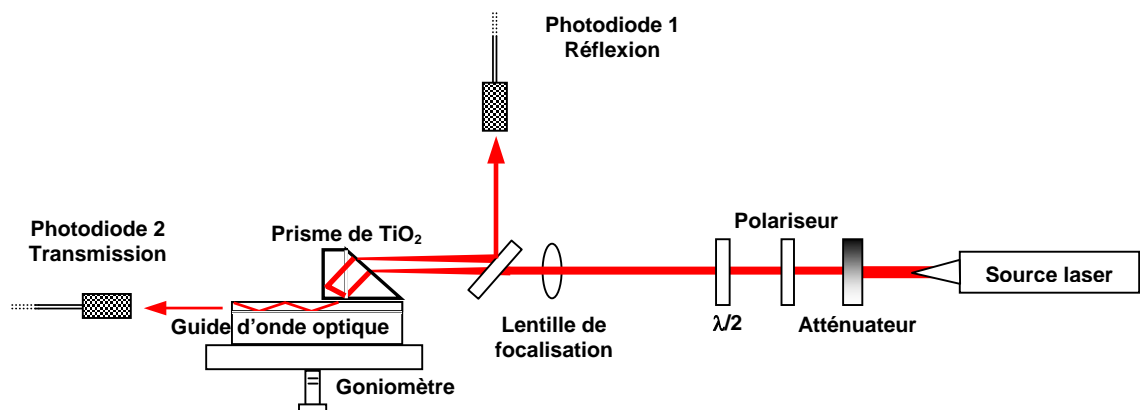 Photodiode 1
Réflexion
Photodiode 2
Transmission
Prisme de TiO₂
Polariseur
Source laser
Guide d'onde optique
Lentille de
focalisation
λ/2
Atténuateur
Goniomètre